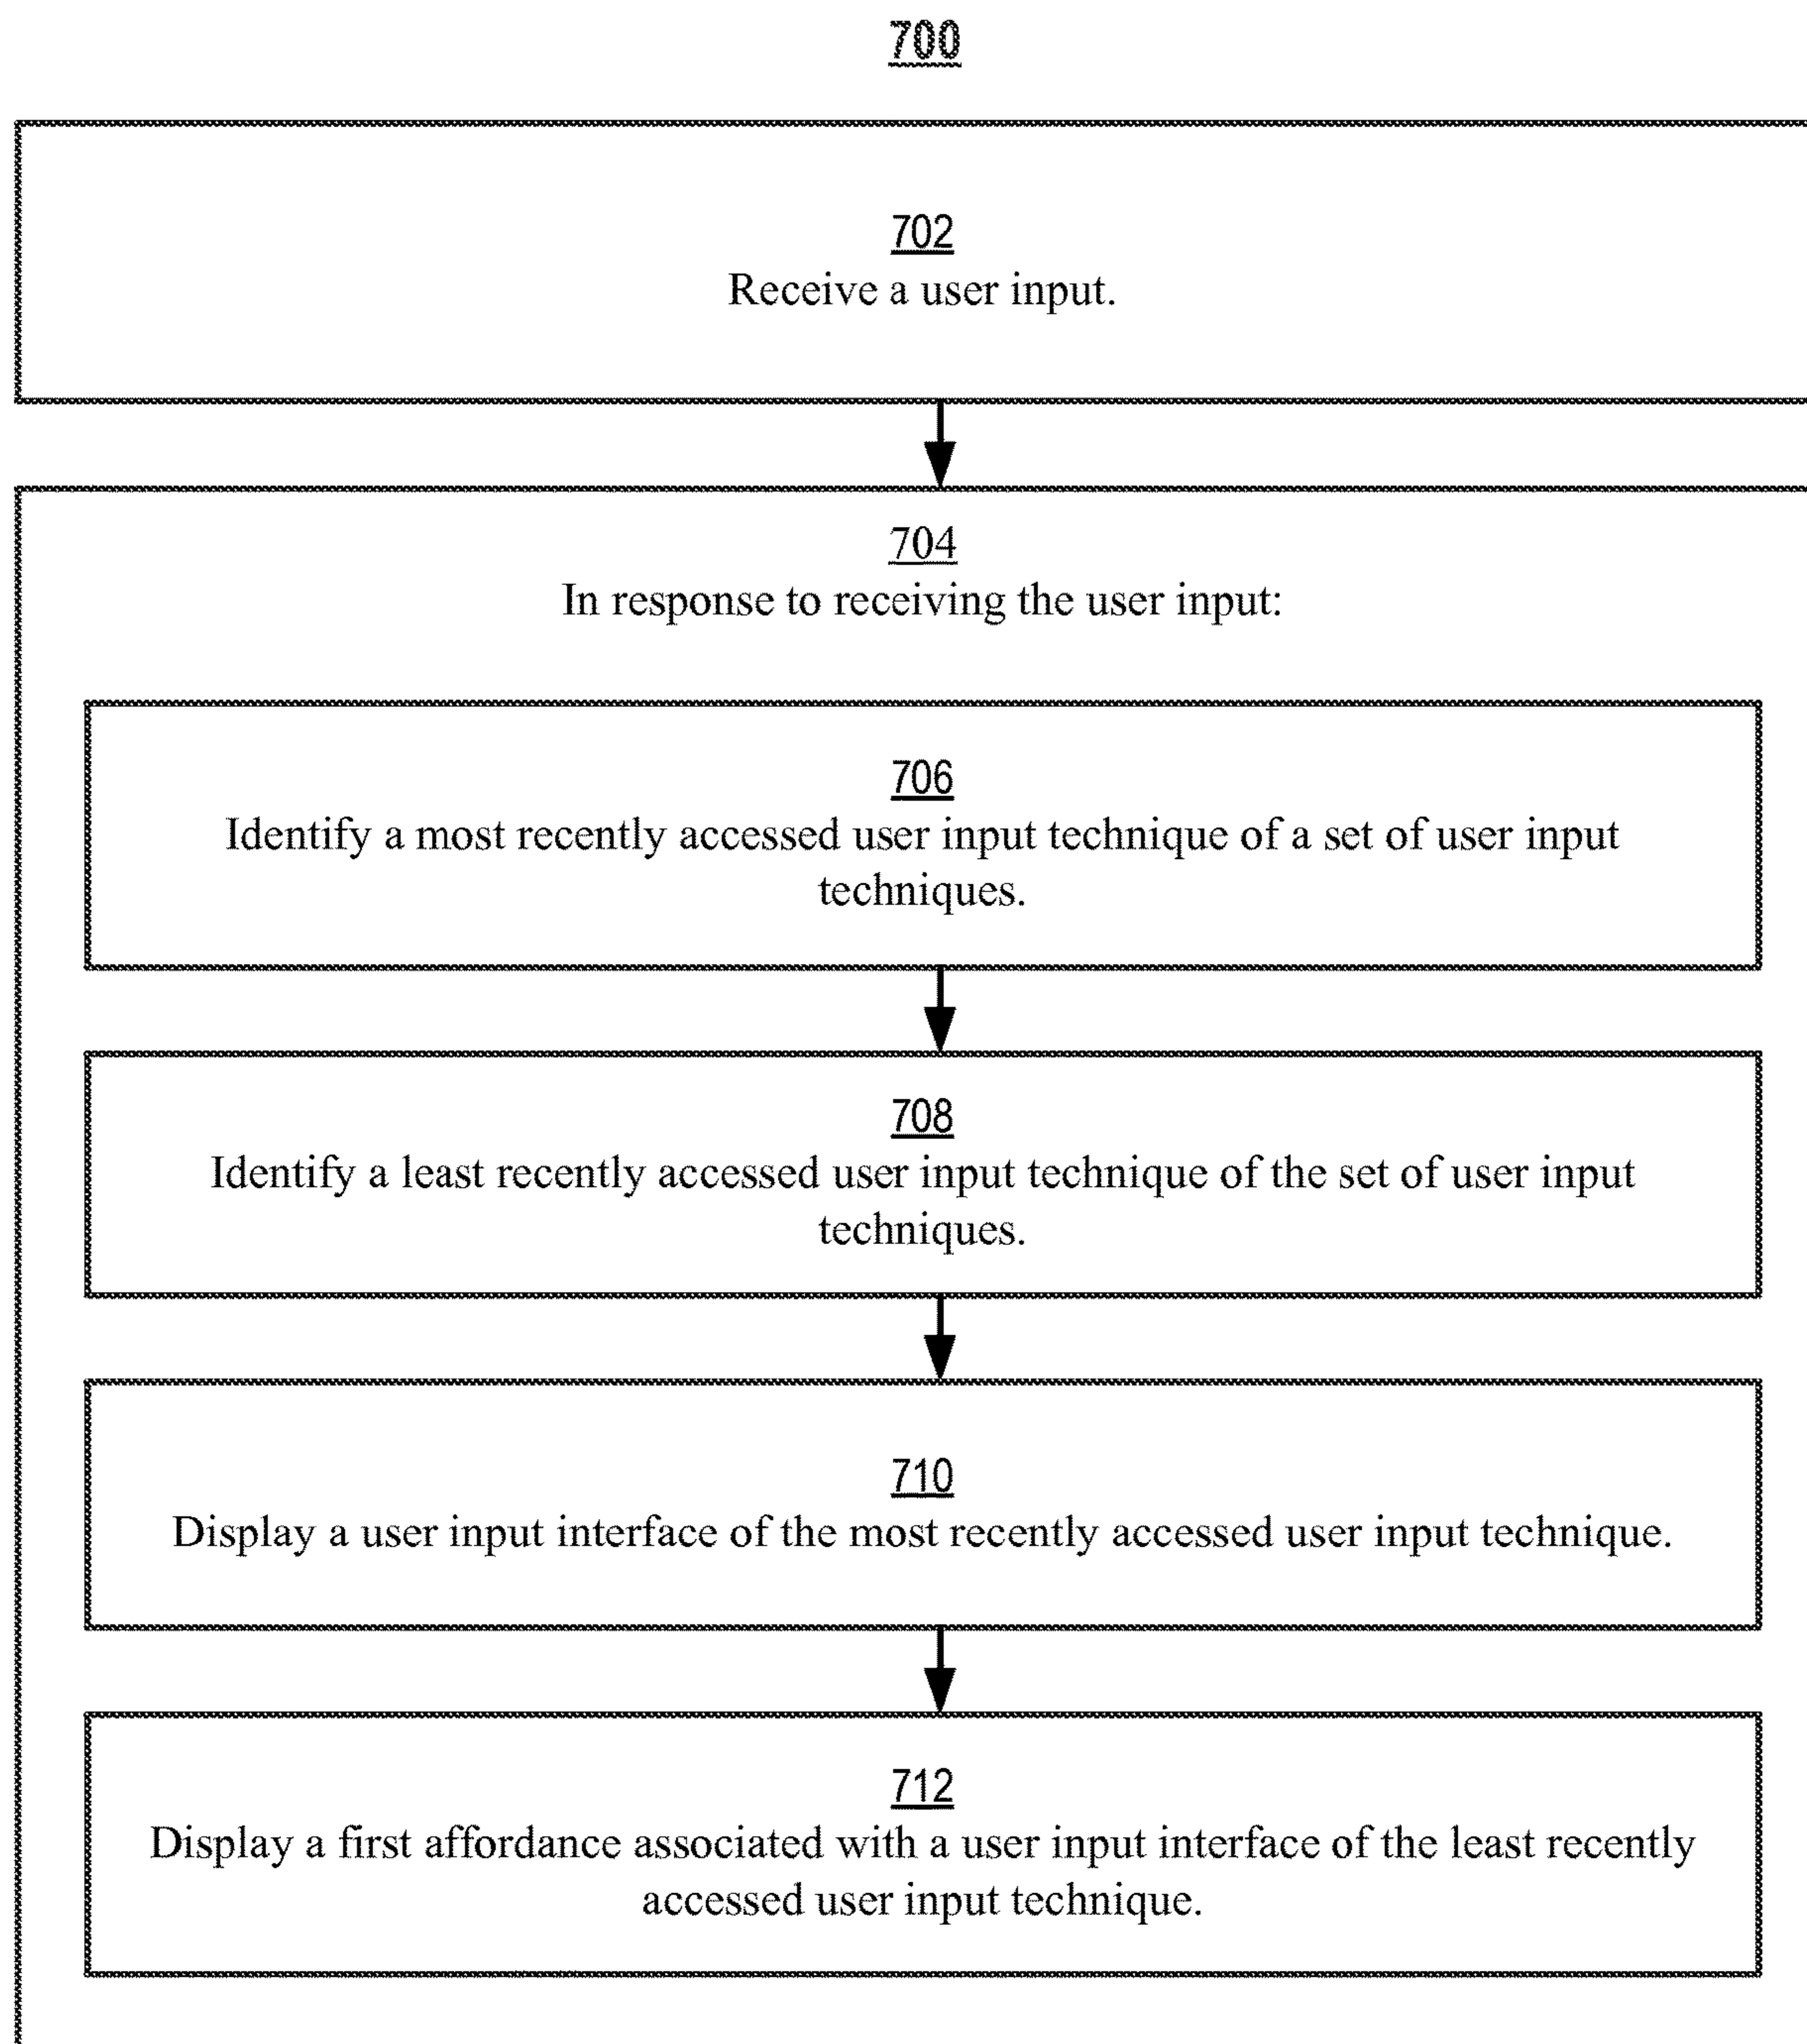 700
702
Receive a user input.
704
In response to receiving the user input:
706
Identify a most recently accessed user input technique of a set of user input
techniques.
708
Identify a least recently accessed user input technique of the set of user input
techniques.
710
Display a user input interface of the most recently accessed user input technique.
712
Display a first affordance associated with a user input interface of the least recently
accessed user input technique.